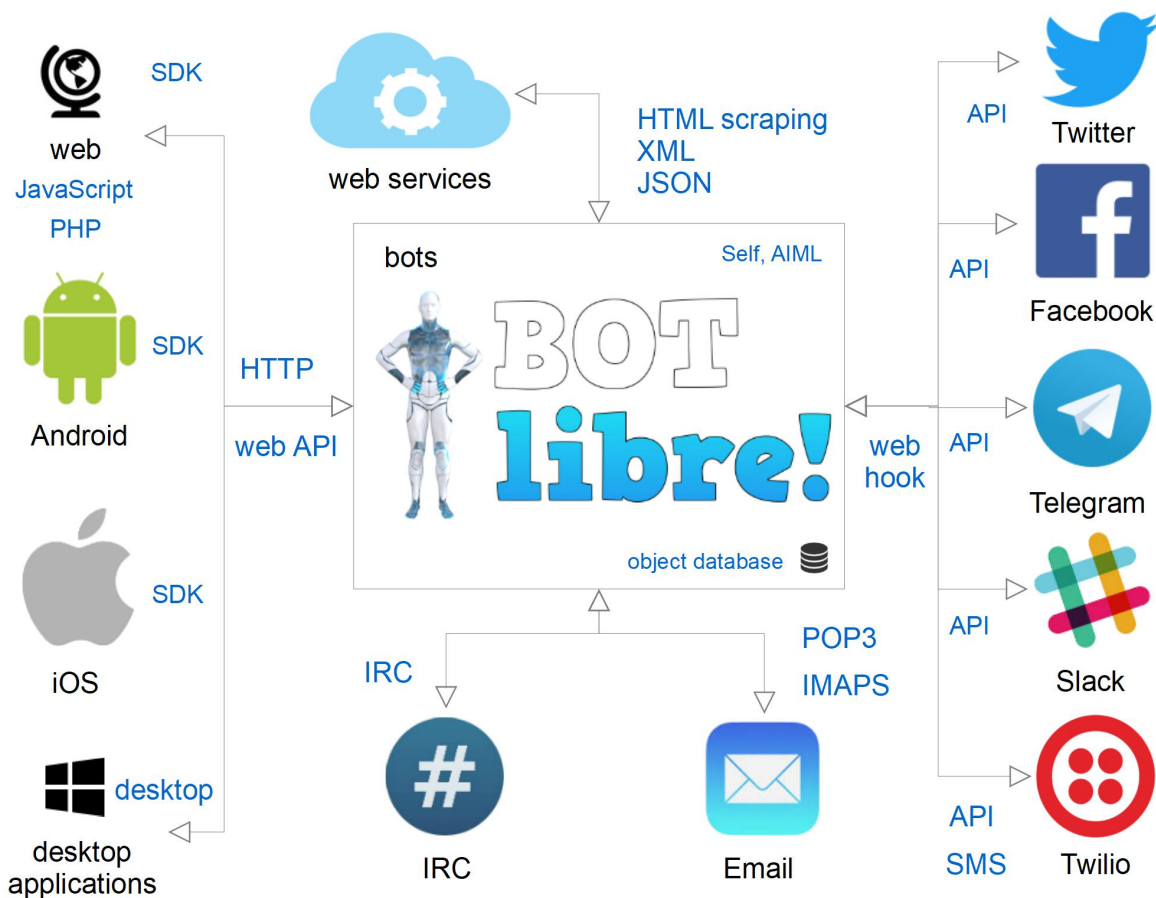 SDK
web
JavaScript
PHP
SDK
Android
SDK
iOS
desktop
desktop
applications
HTTP
web API
web services
HTML scraping
XML
JSON
bots
Self, AIML
BOT
libre!
object database
IRC
IRC
POP3
IMAPS
Email
web
hook
API
Twitter
API
Facebook
API
Telegram
API
Slack
API
SMS
Twilio